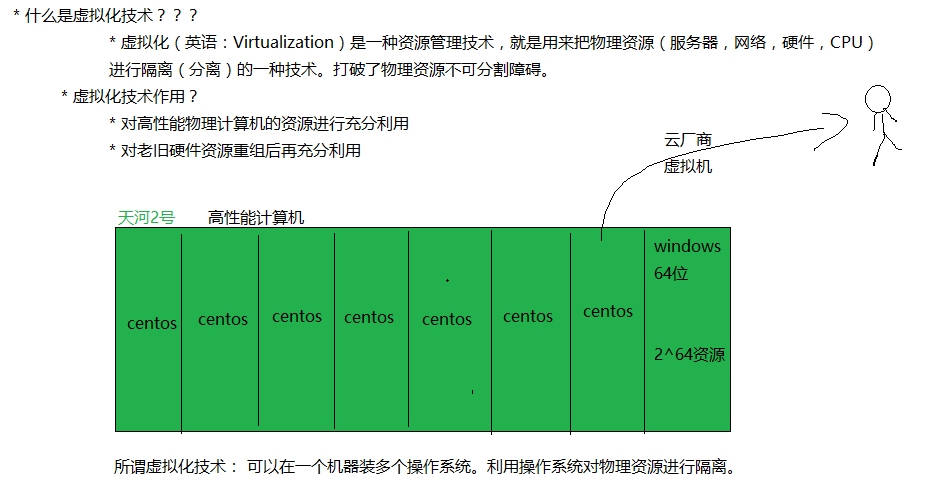 * 什么是虚拟化技术？？？
* 虚拟化（英语：Virtualization）是一种资源管理技术，就是用来把物理资源（服务器，网络，硬件，CPU）
进行隔离（分离）的一种技术。打破了物理资源不可分割障碍。
* 虚拟化技术作用？
* 对高性能物理计算机的资源进行充分利用
* 对老旧硬件资源重组后再充分利用
云厂商
虚拟机
天河2号 高性能计算机
centos centos centos centos centos centos centos
windows
64位
2^64资源
所谓虚拟化技术： 可以在一个机器装多个操作系统。利用操作系统对物理资源进行隔离。